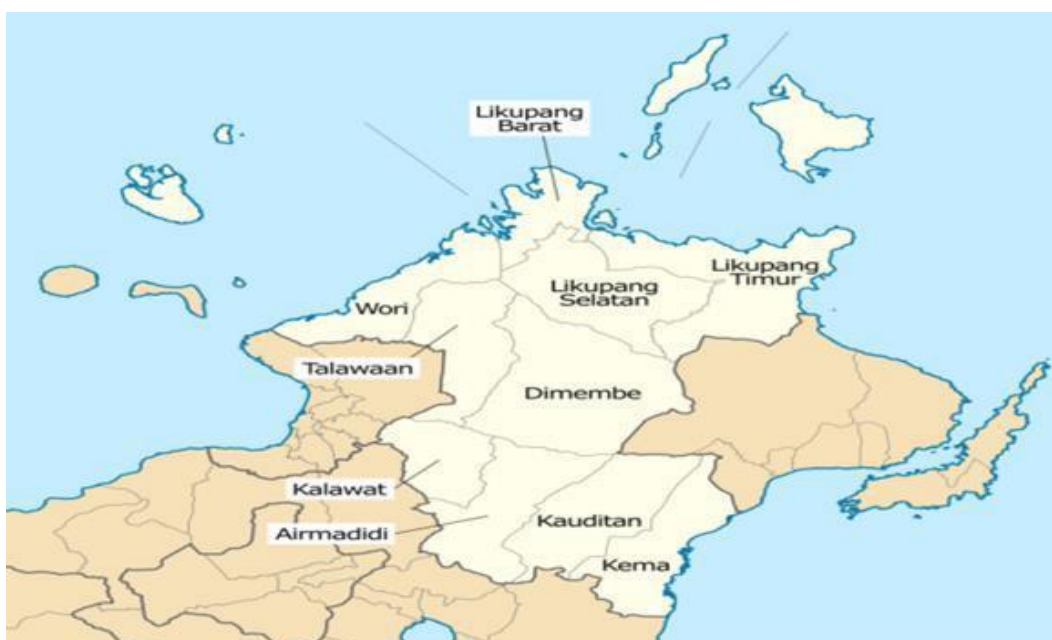 Likupang
Barat
Likupang
Timur
Likupang
Selatan
Wori
Talawaan
Dimembe
Kalawat
Airmadidi
Kauditan
Kema